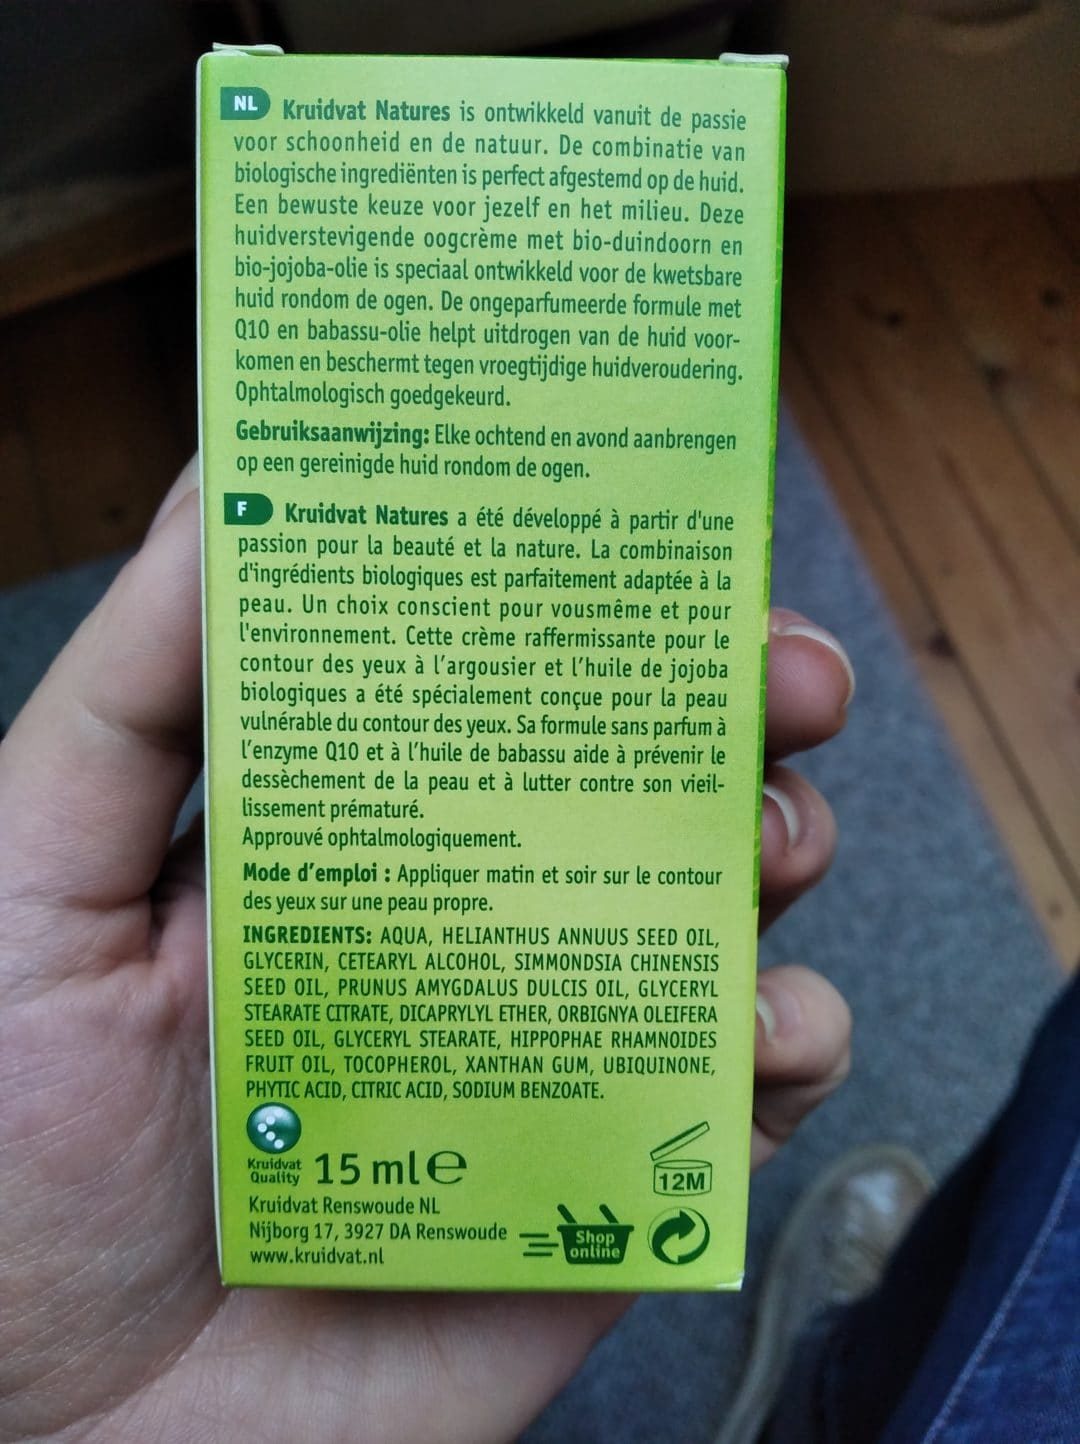 NL Kruidvat Natures is ontwikkeld vanuit de passie
voor schoonheid en de natuur. De combinatie van
biologische ingrediënten is perfect afgestemd op de huid.
Een bewuste keuze voor jezelf en het milieu. Deze
huidverstevigende oogcrème met bio-duindoorn en
bio-jojoba-olie is speciaal ontwikkeld voor de kwetsbare
huid rondom de ogen. De ongeparfumeerde formule met
Q10 en babassu-olie helpt uitdrogen van de huid voor-
komen en beschermt tegen vroegtijdige huidveroudering.
Ophtalmologisch goedgekeurd.
Gebruiksaanwijzing: Elke ochtend en avond aanbrengen
op een gereinigde huid rondom de ogen.
F Kruidvat Natures a été développé à partir d'une
passion pour la beauté et la nature. La combinaison
d'ingrédients biologiques est parfaitement adaptée à la
peau. Un choix conscient pour vousmême et pour
l'environnement. Cette crème raffermissante pour le
contour des yeux à l'argousier et l'huile de jojoba
biologiques a été spécialement conçue pour la peau
vulnérable du contour des yeux. Sa formule sans parfum à
l'enzyme Q10 et à l'huile de babassu aide à prévenir le
dessèchement de la peau et à lutter contre son vieil-
lissement prématuré.
Approuvé ophtalmologiquement.
Mode d'emploi : Appliquer matin et soir sur le contour
des yeux sur une peau propre.
INGREDIENTS: AQUA, HELIANTHUS ANNUUS SEED OIL,
GLYCERIN, CETEARYL ALCOHOL, SIMMONDSIA CHINENSIS
SEED OIL, PRUNUS AMYGDALUS DULCIS OIL, GLYCERYL
STEARATE CITRATE, DICAPRYLYL ETHER, ORBIGNYA OLEIFERA
SEED OIL, GLYCERYL STEARATE, HIPPOPHAE RHAMNOIDES
FRUIT OIL, TOCOPHEROL, XANTHAN GUM, UBIQUINONE,
PHYTIC ACID, CITRIC ACID, SODIUM BENZOATE.
Kruidvat
Quality
15 ml e
12M
Kruidvat Renswoude NL
Nijborg 17, 3927 DA Renswoude
www.kruidvat.nl
Shop
online